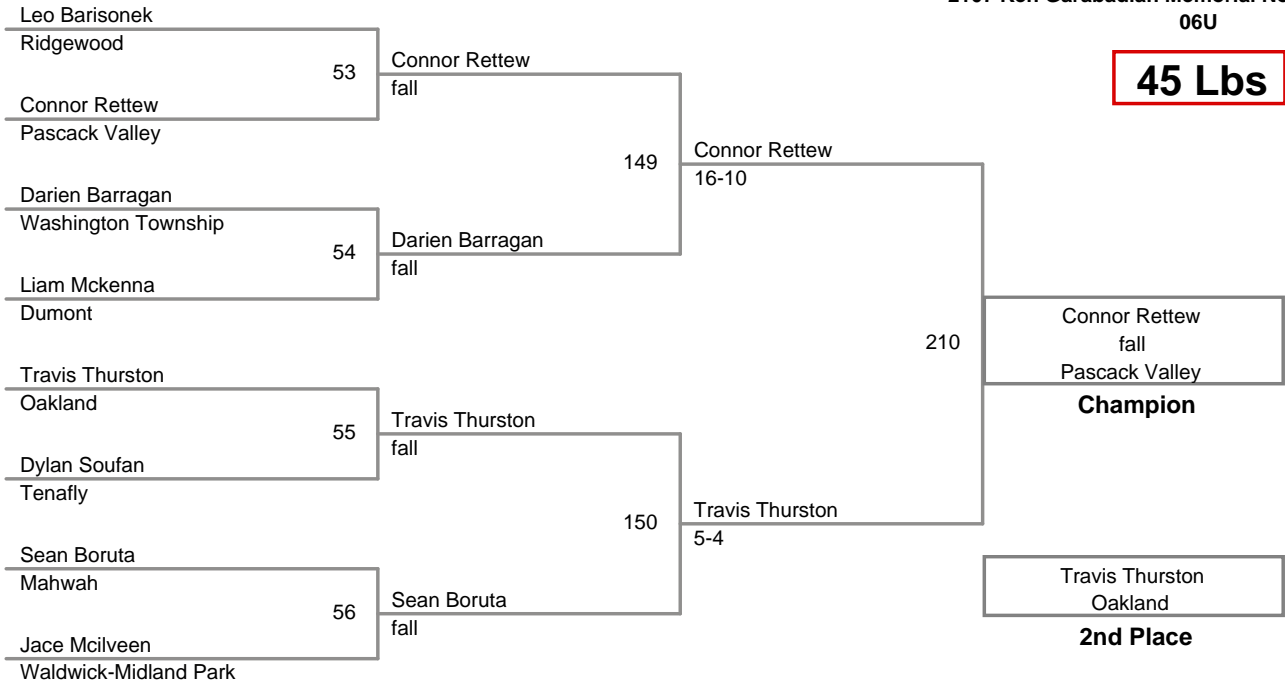 Memorial
06U
45 Lbs
Leo Barisonek
Ridgewood
53
Connor Rettew
fall
Connor Rettew
Pascack Valley
149
Connor Rettew
16-10
Darien Barragan
Washington Township
54
Darien Barragan
fall
Liam Mckenna
Dumont
210
Connor Rettew
fall
Pascack Valley
Champion
Travis Thurston
Oakland
55
Travis Thurston
fall
Dylan Soufan
Tenafly
150
Travis Thurston
5-4
Sean Boruta
Mahwah
56
Sean Boruta
fall
Jace Mcilveen
Waldwick-Midland Park
Travis Thurston
Oakland
2nd Place